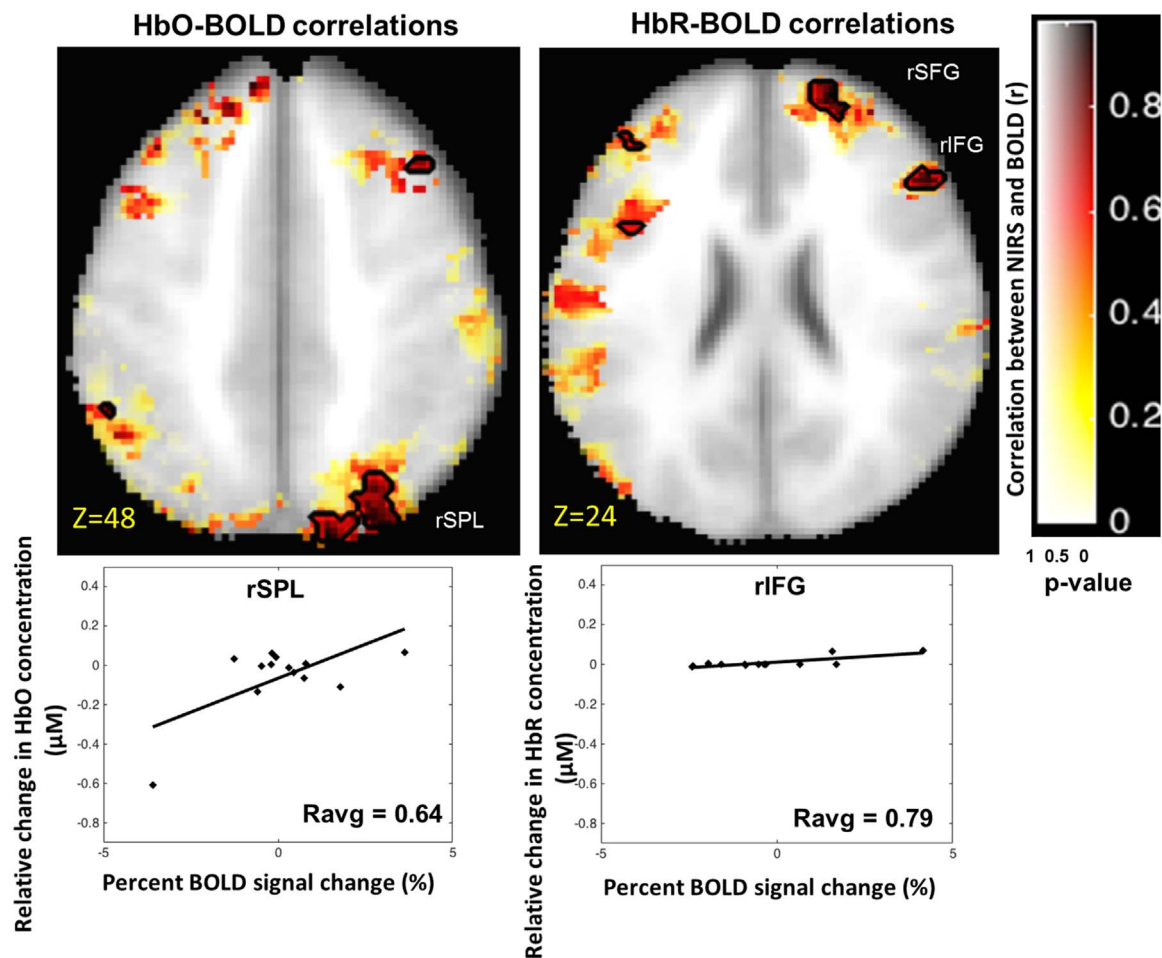 HbO-BOLD correlations
HbR-BOLD correlations
rSFG
rIFG
rSPL
Z=48
Z=24
Correlation between NIRS and BOLD (r)
0.8
0.6
0.4
0.2
0
1 0.5 0
p-value
rSPL
0.4
0.2
0
-0.2
-0.4
-0.6
-0.8
-5
0
5
Ravg = 0.64
Relative change in HbO concentration
(μM)
Percent BOLD signal change (%)
rIFG
0.4
0.2
0
-0.2
-0.4
-0.6
-0.8
-5
0
5
Ravg = 0.79
Relative change in HbR concentration
(μM)
Percent BOLD signal change (%)